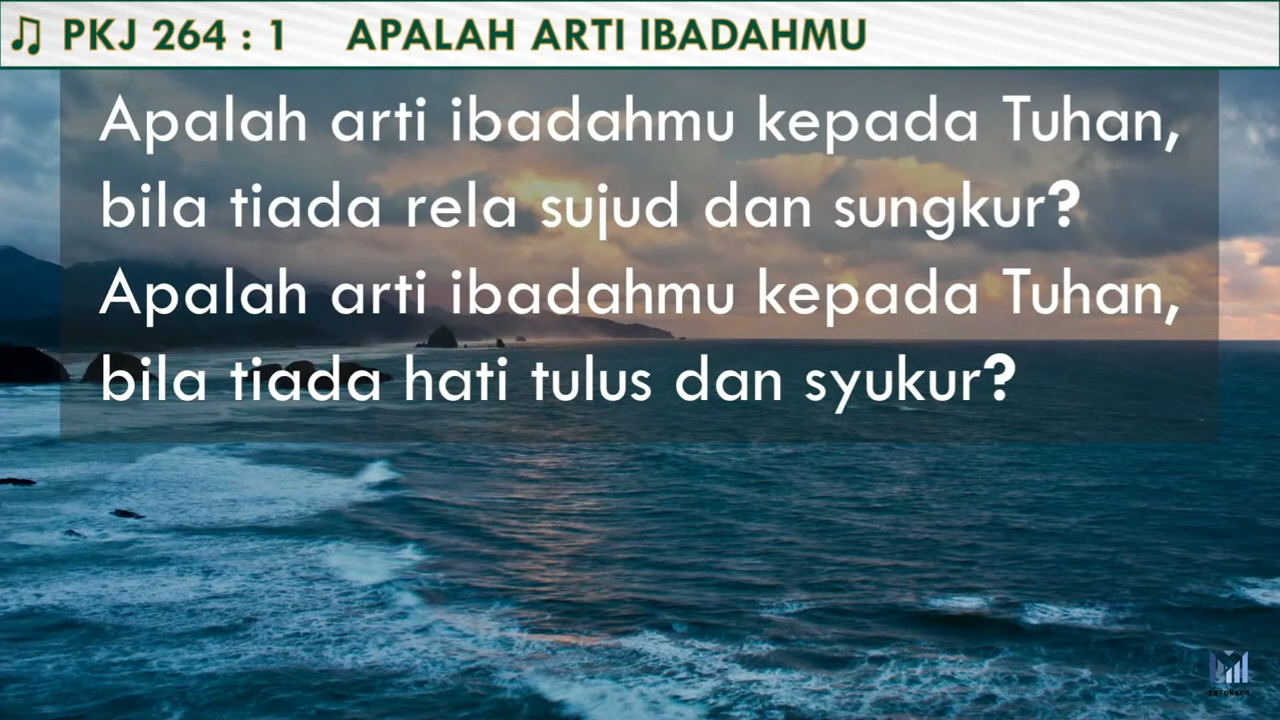 ♫ PKJ 264 : 1 APALAH ARTI IBADAHMU
Apalah arti ibadahmu kepada Tuhan,
bila tiada rela sujud dan sungkur?
Apalah arti ibadahmu kepada Tuhan,
bila tiada hati tulus dan syukur?